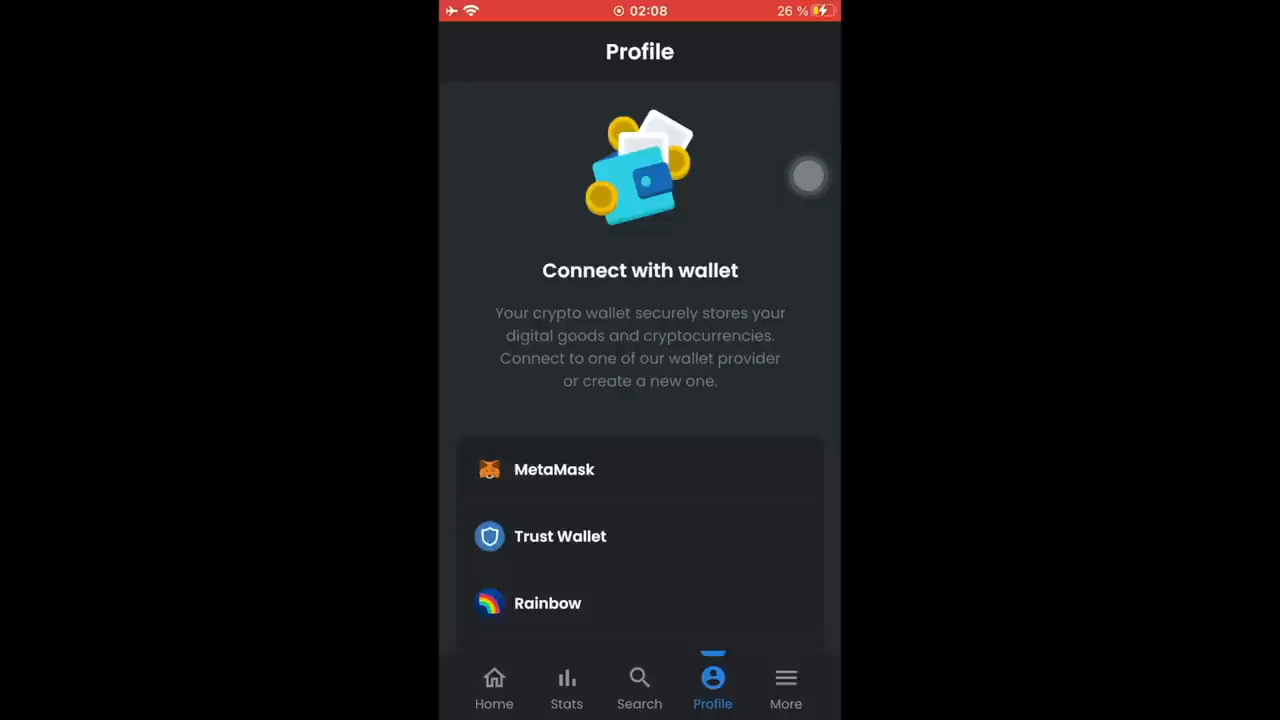 02:08
26 %
Profile
Connect with wallet
Your crypto wallet securely stores your
digital goods and cryptocurrencies.
Connect to one of our wallet provider
or create a new one.
MetaMask
Trust Wallet
Rainbow
Home
Stats
Search
Profile
More